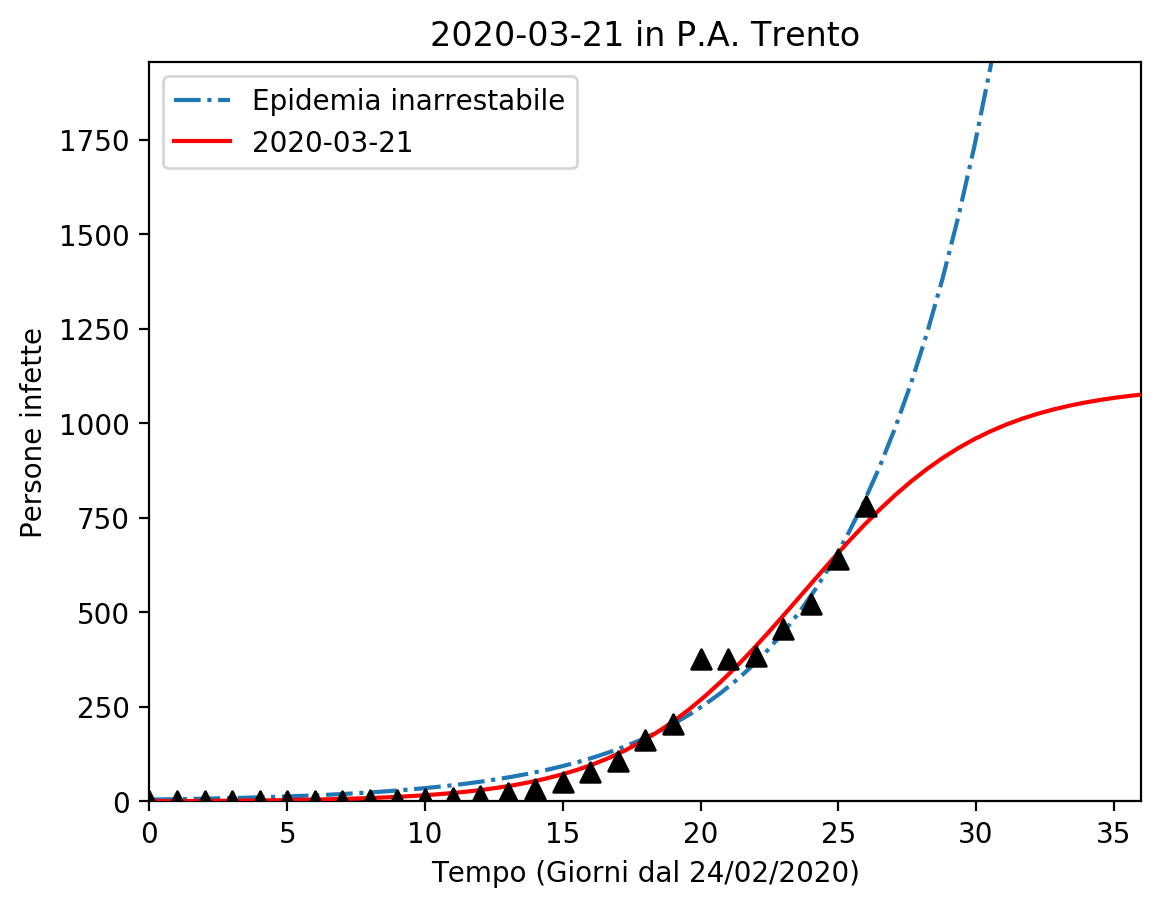 2020-03-21 in P.A. Trento
Epidemia inarrestabile
2020-03-21
1750
1500
1250
1000
750
500
250
0
Persone infette
0 5 10 15 20 25 30 35
Tempo (Giorni dal 24/02/2020)